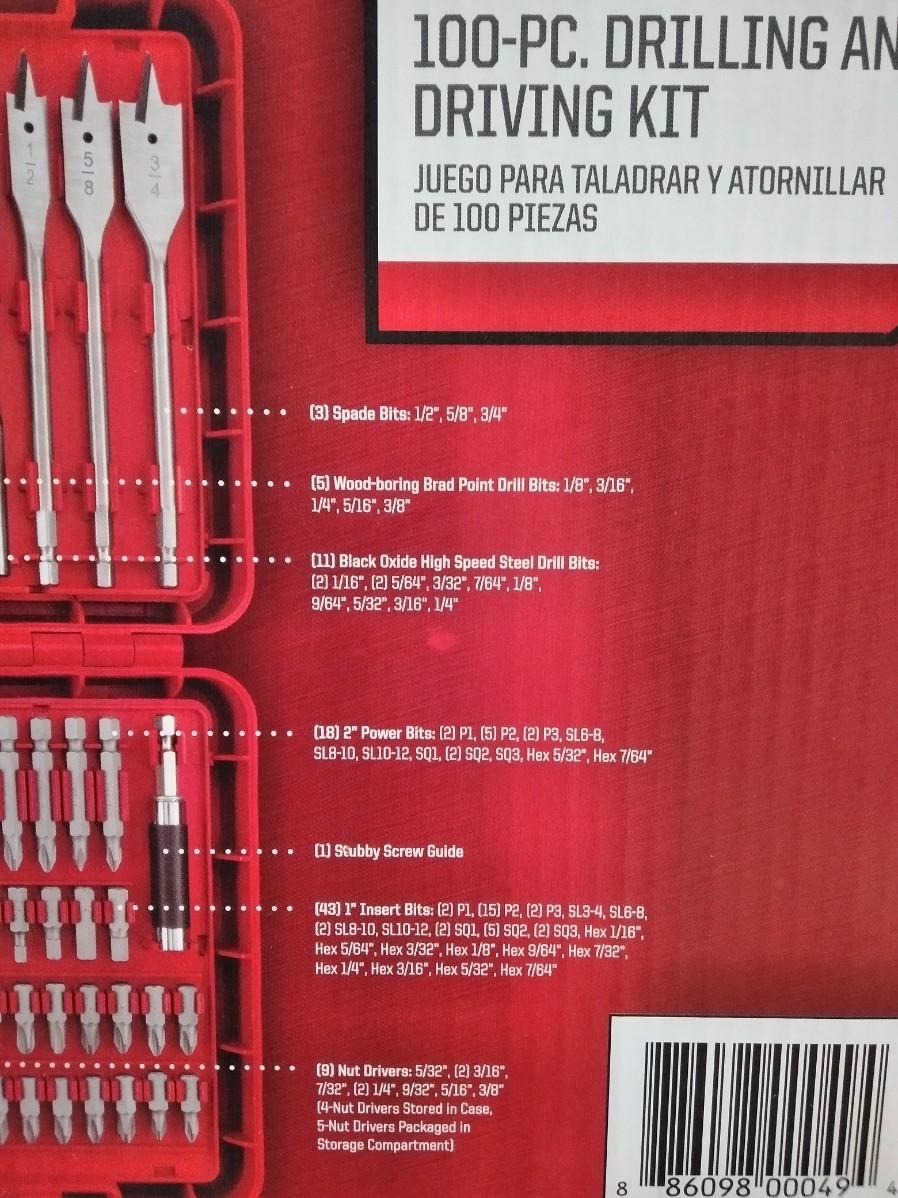 100-PC. DRILLING AN
DRIVING KIT
JUEGO PARA TALADRAR Y ATORNILLAR
DE 100 PIEZAS
1/2
5/8
3/4
(3) Spade Bits: 1/2", 5/8", 3/4"
(5) Wood-boring Brad Point Drill Bits: 1/8", 3/16",
1/4", 5/16", 3/8"
(11) Black Oxide High Speed Steel Drill Bits:
(2) 1/16", (2) 5/64", 3/32", 7/64", 1/8",
9/64", 5/32", 3/16", 1/4"
(18) 2" Power Bits: (2) P1, (5) P2, (2) P3, SL6-8,
SL8-10, SL10-12, SQ1, (2) SQ2, SQ3, Hex 5/32", Hex 7/64"
(1) Stubby Screw Guide
(43) 1" Insert Bits: (2) P1, (15) P2, (2) P3, SL3-4, SL6-8,
(2) SL8-10, SL10-12, (2) SQ1, (5) SQ2, (2) SQ3, Hex 1/16",
Hex 5/64", Hex 3/32", Hex 1/8", Hex 9/64", Hex 7/32",
Hex 1/4", Hex 3/16", Hex 5/32", Hex 7/64"
(9) Nut Drivers: 5/32", (2) 3/16",
7/32", (2) 1/4", 9/32", 5/16", 3/8"
(4-Nut Drivers Stored in Case,
5-Nut Drivers Packaged in
Storage Compartment)
8 86098 00049 4